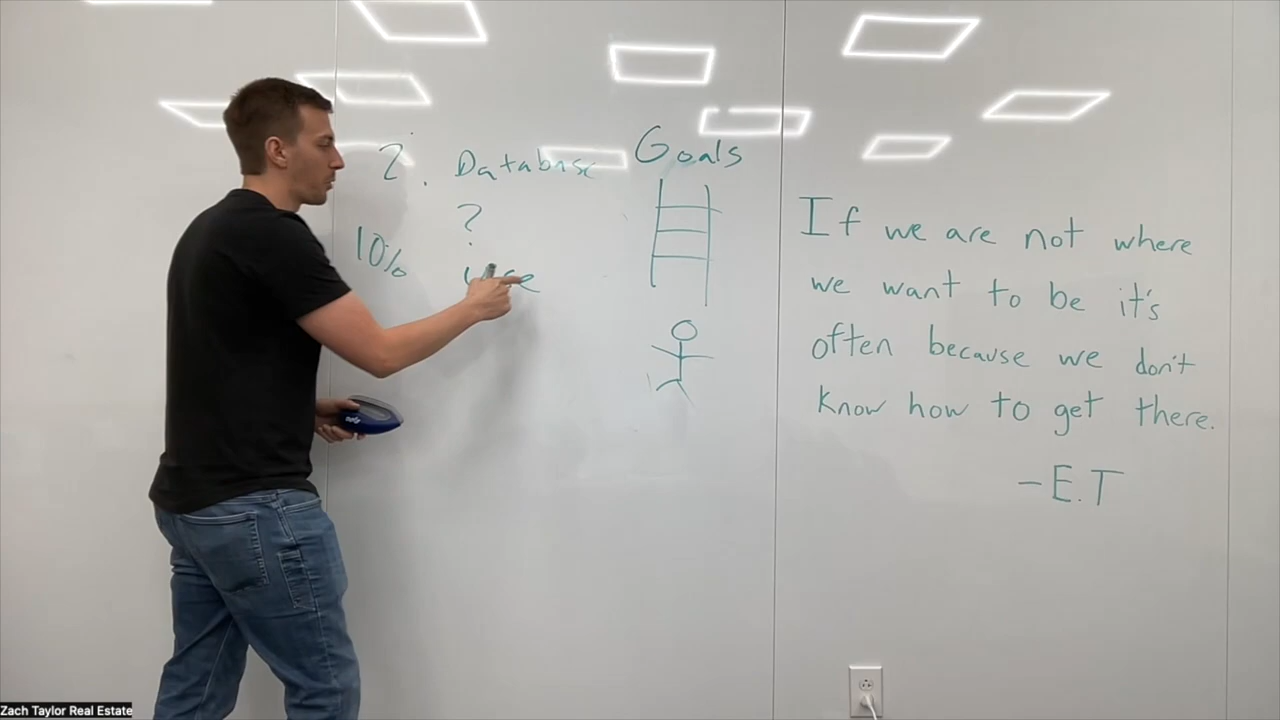 2. Database
?
10%
Goals
If we are not where
we want to be it's
often because we don't
know how to get there.
-E.T
Zach Taylor Real Estate